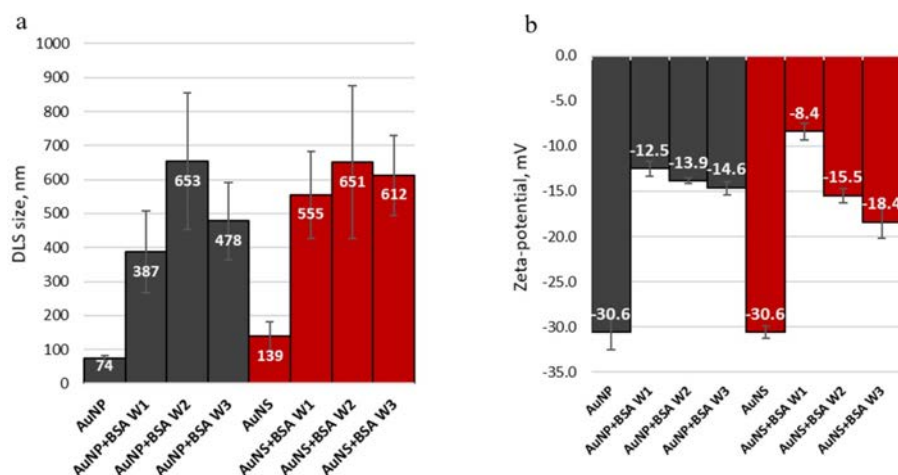 a
DLS size, nm
1000
900
800
700
600
500
400
300
200
100
0
74
387
653
478
139
555
651
612
AuNP
AuNP+BSA W1
AuNP+BSA W2
AuNP+BSA W3
AuNS
AuNS+BSA W1
AuNS+BSA W2
AuNS+BSA W3
b
Zeta-potential, mV
0.0
-5.0
-10.0
-15.0
-20.0
-25.0
-30.0
-35.0
-30.6
-12.5
-13.9
-14.6
-30.6
-8.4
-15.5
-18.4
AuNP
AuNP+BSA W1
AuNP+BSA W2
AuNP+BSA W3
AuNS
AuNS+BSA W1
AuNS+BSA W2
AuNS+BSA W3